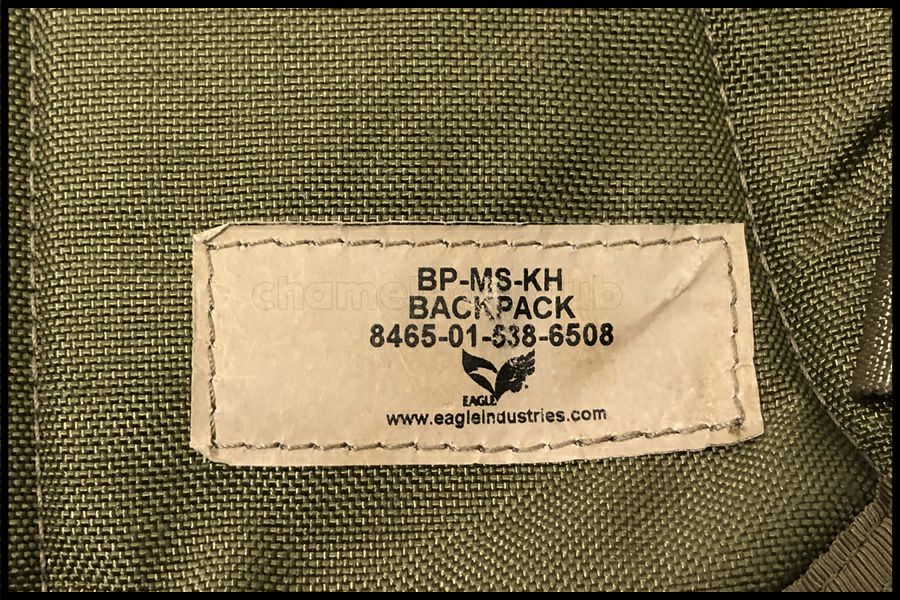 BP-MS-KH
BACKPACK
8465-01-538-6508
EAGLE
www.eagleindustries.com